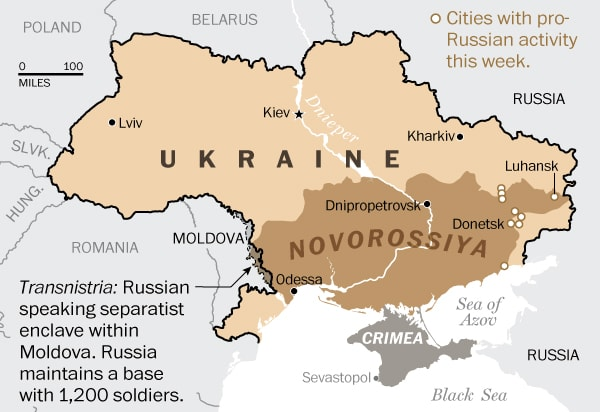 POLAND
BELARUS
Cities with pro-
Russian activity
this week.
0 100
MILES
RUSSIA
Kiev
Dnieper
Lviv
Kharkiv
SLVK.
UKRAINE
Luhansk
HUNG.
Dnipropetrovsk
Donetsk
MOLDOVA
NOVOROSSIYA
ROMANIA
Odessa
Transnistria: Russian
speaking separatist
enclave within
Moldova. Russia
maintains a base
with 1,200 soldiers.
Sea of
Azov
CRIMEA
RUSSIA
Sevastopol
Black Sea